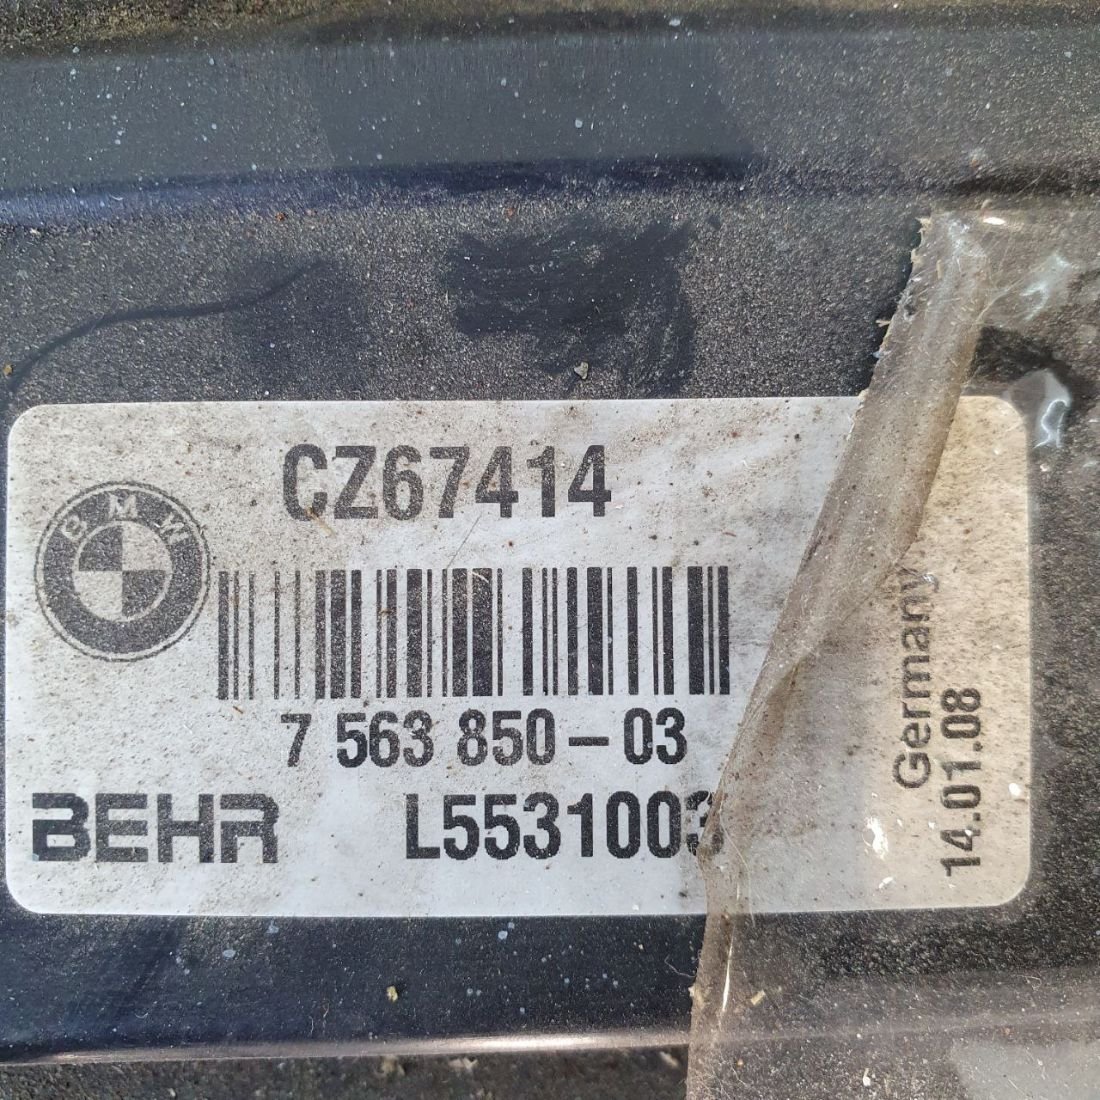 CZ67414
BMW
7 563 850-03
BEHR L5531003
Germany
14.01.08